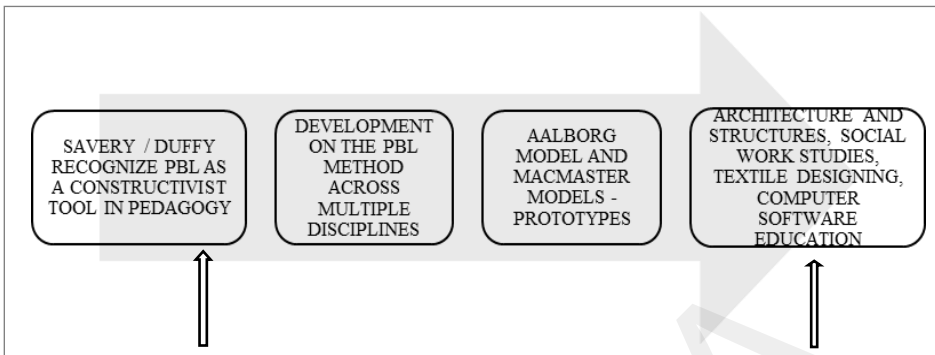 SAVERY / DUFFY
RECOGNIZE PBL AS
A CONSTRUCTIVIST
TOOL IN PEDAGOGY
DEVELOPMENT
ON THE PBL
METHOD
ACROSS
MULTIPLE
DISCIPLINES
AALBORG
MODEL AND
MACMASTER
MODELS -
PROTOTYPES
ARCHITECTURE AND
STRUCTURES, SOCIAL
WORK STUDIES,
TEXTILE DESIGNING,
COMPUTER
SOFTWARE
EDUCATION